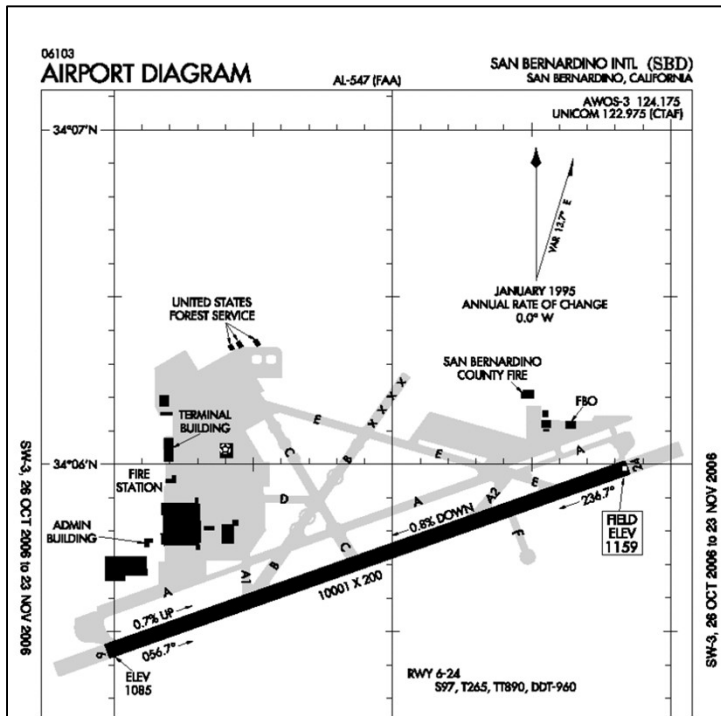 06103
AIRPORT DIAGRAM
AL-547 (FAA)
SAN BERNARDINO INTL (SBD)
SAN BERNARDINO, CALIFORNIA
AWOS-3 124.175
UNICOM 122.975 (CTAF)
34°07'N
VAR 12.7° E
JANUARY 1995
ANNUAL RATE OF CHANGE
0.0° W
UNITED STATES
FOREST SERVICE
SAN BERNARDINO
COUNTY FIRE
FBO
TERMINAL
BUILDING
E
X X X X
C
B
E
A
34°06'N
FIRE
STATION
D
A
A2
E
24
236.7°
0.8% DOWN
FIELD
ELEV
1159
ADMIN
BUILDING
F
C
B
A1
10001 X 200
A
0.7% UP
056.7°
6
ELEV
1085
RWY 6-24
S97, T265, TT890, DDT-960
SW-3, 26 OCT 2006 to 23 NOV 2006
SW-3, 26 OCT 2006 to 23 NOV 2006